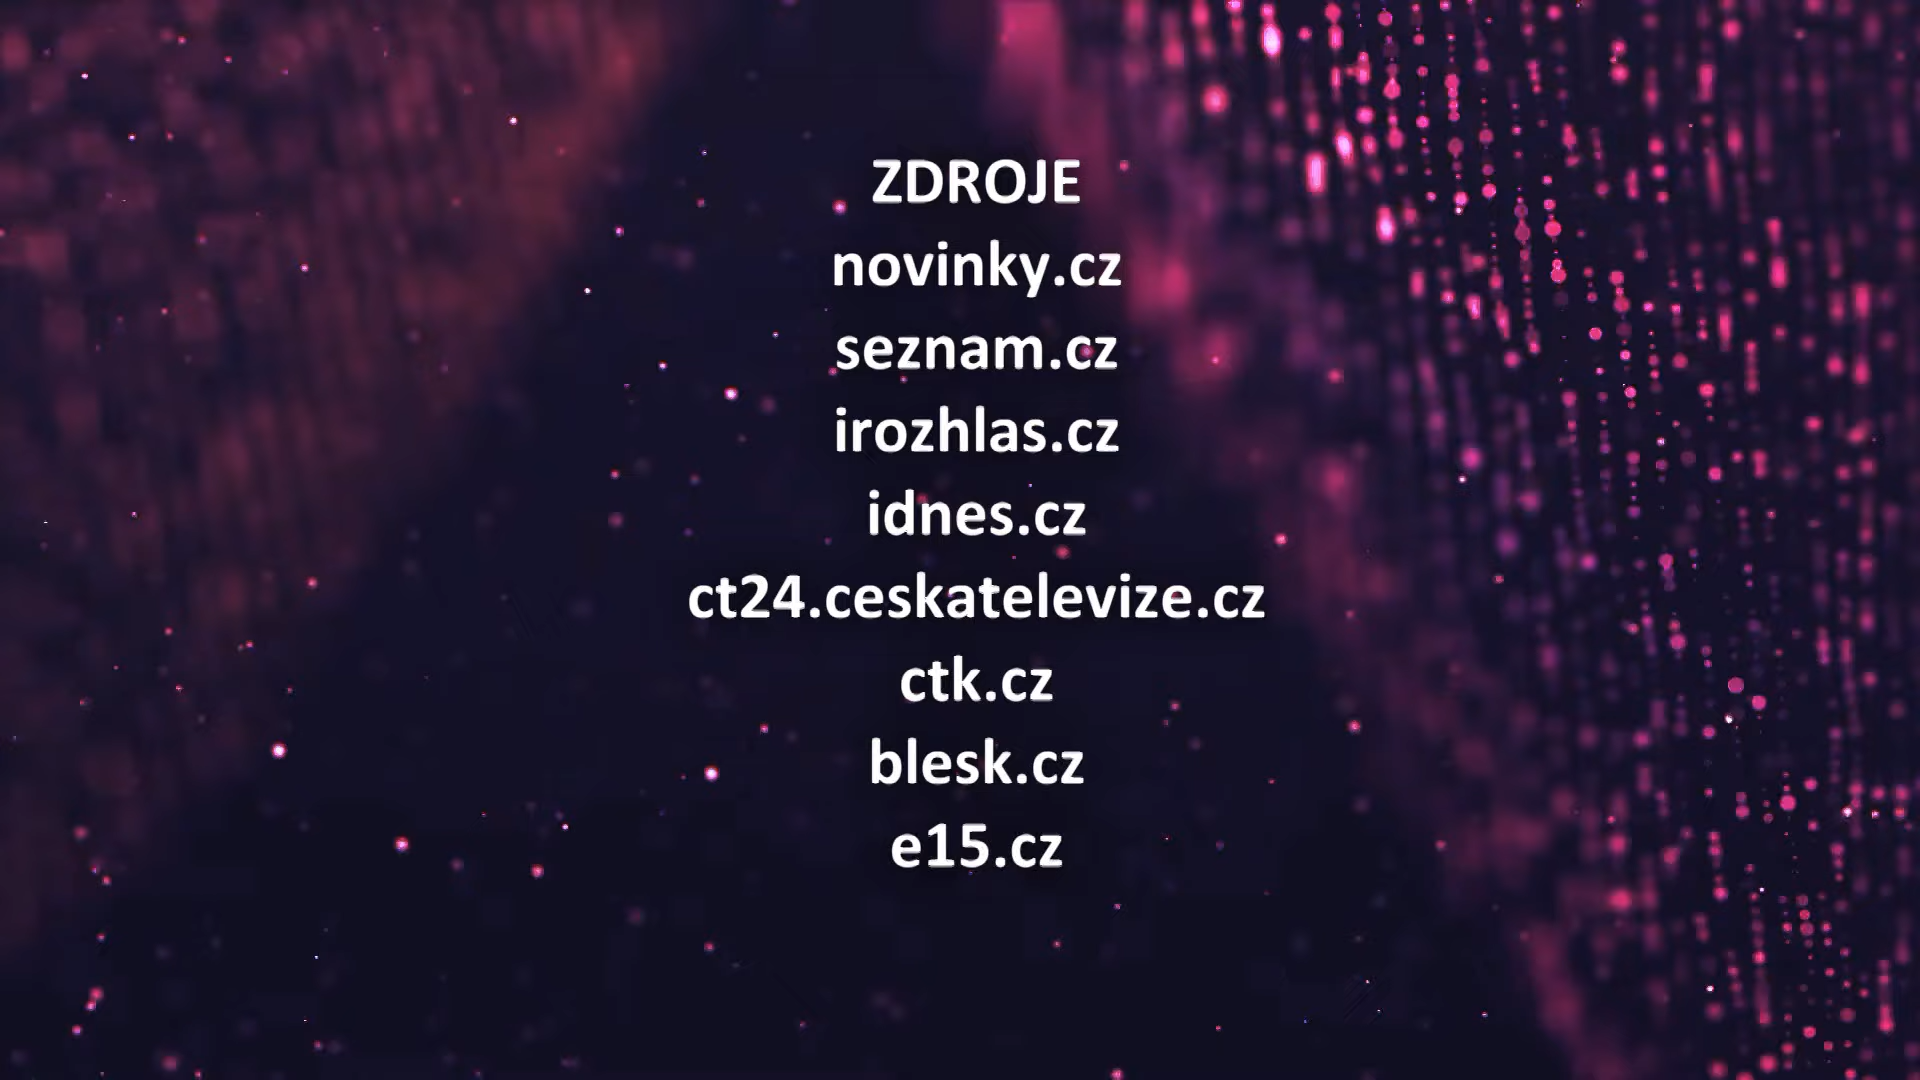 ZDROJE
novinky.cz
seznam.cz
irozhlas.cz
idnes.cz
ct24.ceskatelevize.cz
ctk.cz
blesk.cz
e15.cz